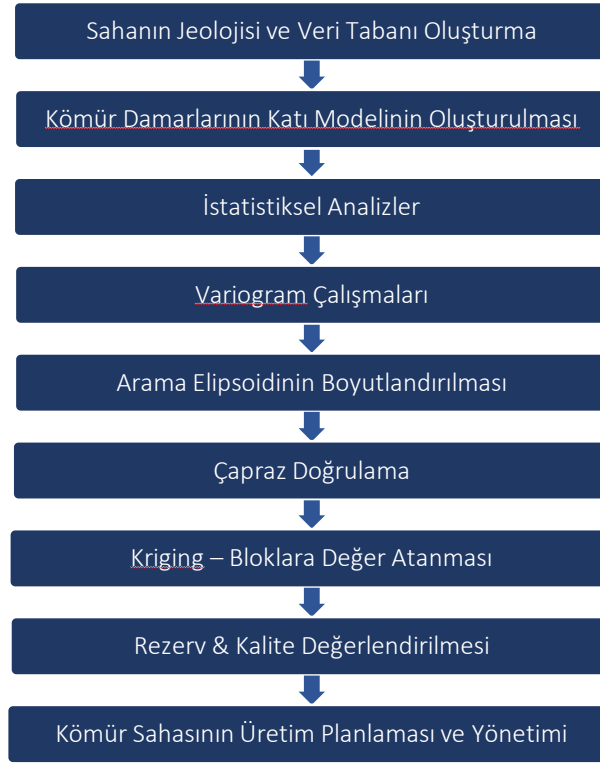 Sahanın Jeolojisi ve Veri Tabanı Oluşturma
Kömür Damarlarının Katı Modelinin Oluşturulması
İstatistiksel Analizler
Variogram Çalışmaları
Arama Elipsoidinin Boyutlandırılması
Çapraz Doğrulama
Kriging – Bloklara Değer Atanması
Rezerv & Kalite Değerlendirilmesi
Kömür Sahasının Üretim Planlaması ve Yönetimi